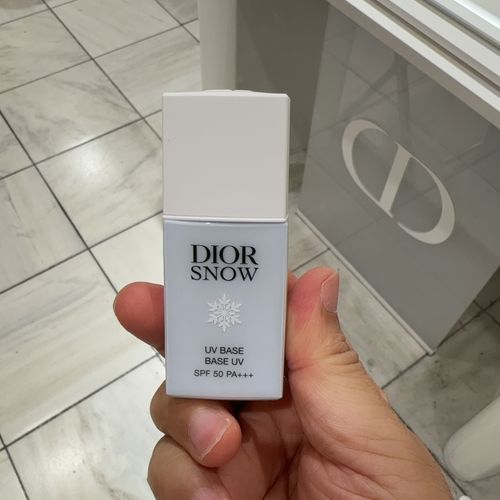 DIOR
SNOW
UV BASE
BASE UV
SPF 50 PA+++